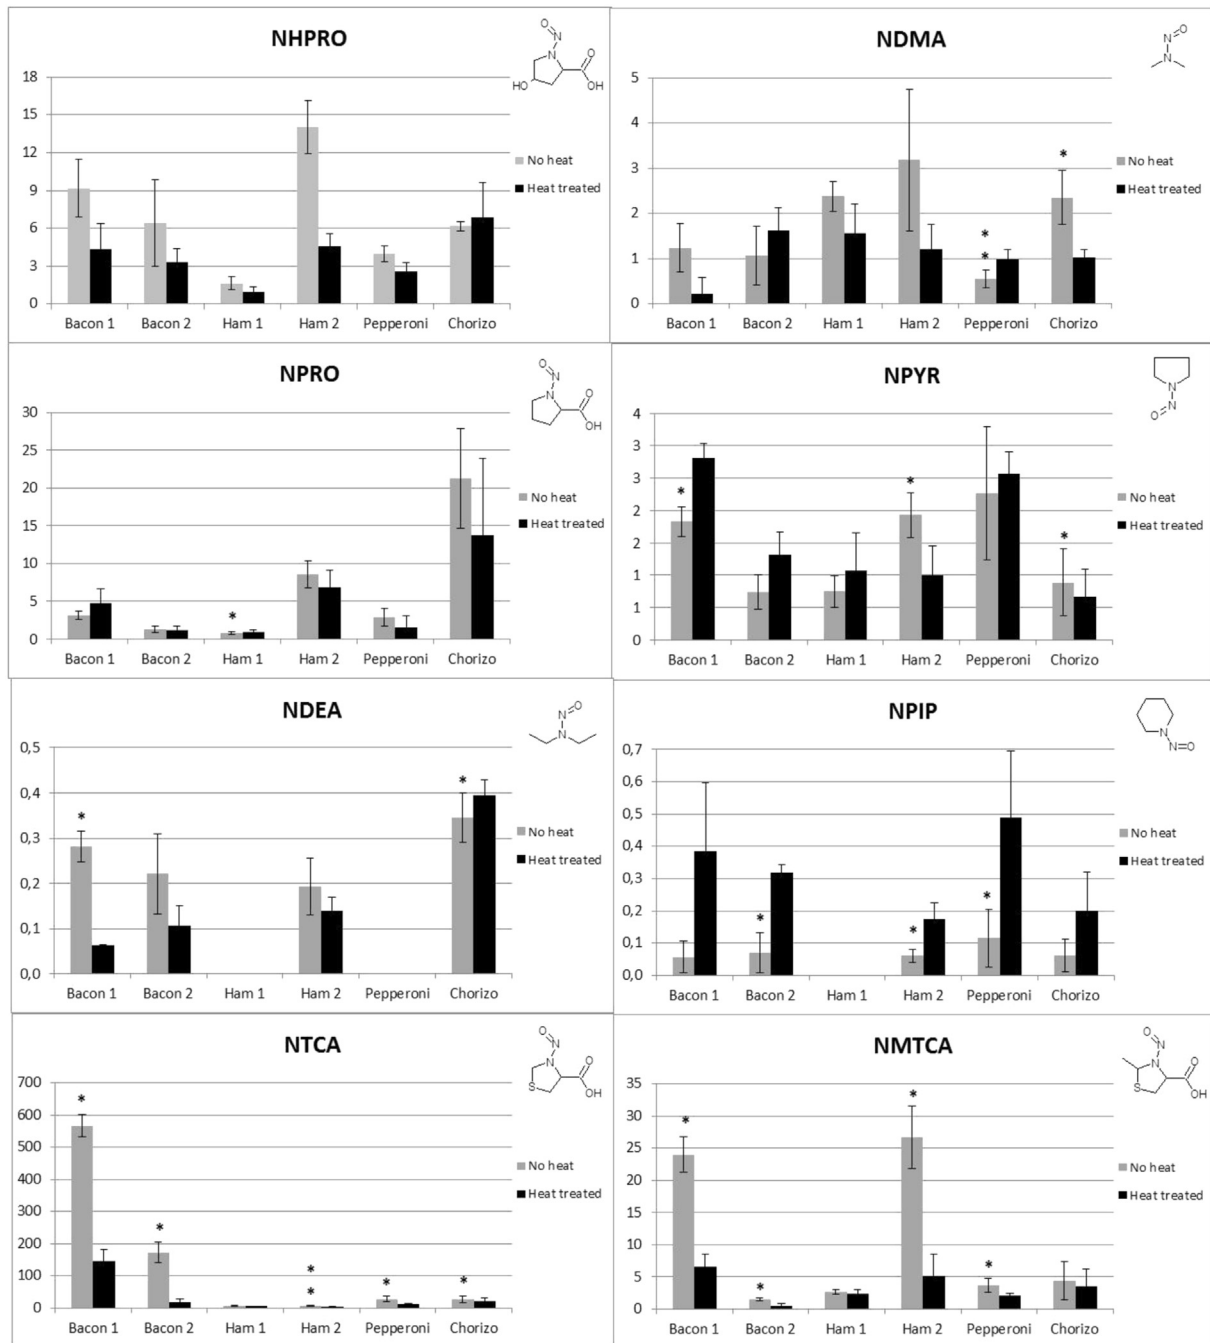 NHPRO
O
N
N
HO
O
OH
18
15
12
9
6
3
0
No heat
Heat treated
Bacon 1 Bacon 2 Ham 1 Ham 2 Pepperoni Chorizo
NDMA
N=O
N
5
4
4
3
2
1
0
*
* *
No heat
Heat treated
Bacon 1 Bacon 2 Ham 1 Ham 2 Pepperoni Chorizo
NPRO
O
N
N
O
OH
30
25
20
15
10
5
0
*
No heat
Heat treated
Bacon 1 Bacon 2 Ham 1 Ham 2 Pepperoni Chorizo
NPYR
N
N
O
4
3
3
2
2
1
1
0
* * *
No heat
Heat treated
Bacon 1 Bacon 2 Ham 1 Ham 2 Pepperoni Chorizo
NDEA
O
N
N
0,5
0,4
0,3
0,2
0,1
0,0
* *
No heat
Heat treated
Bacon 1 Bacon 2 Ham 1 Ham 2 Pepperoni Chorizo
NPIP
N
N=O
0,7
0,6
0,5
0,4
0,3
0,2
0,1
0,0
* * *
No heat
Heat treated
Bacon 1 Bacon 2 Ham 1 Ham 2 Pepperoni Chorizo
NTCA
O
N
N
S
O
OH
700
600
500
400
300
200
100
0
* * * * * *
No heat
Heat treated
Bacon 1 Bacon 2 Ham 1 Ham 2 Pepperoni Chorizo
NMTCA
O
N
N
S
O
OH
35
30
25
20
15
10
5
0
* * * *
No heat
Heat treated
Bacon 1 Bacon 2 Ham 1 Ham 2 Pepperoni Chorizo